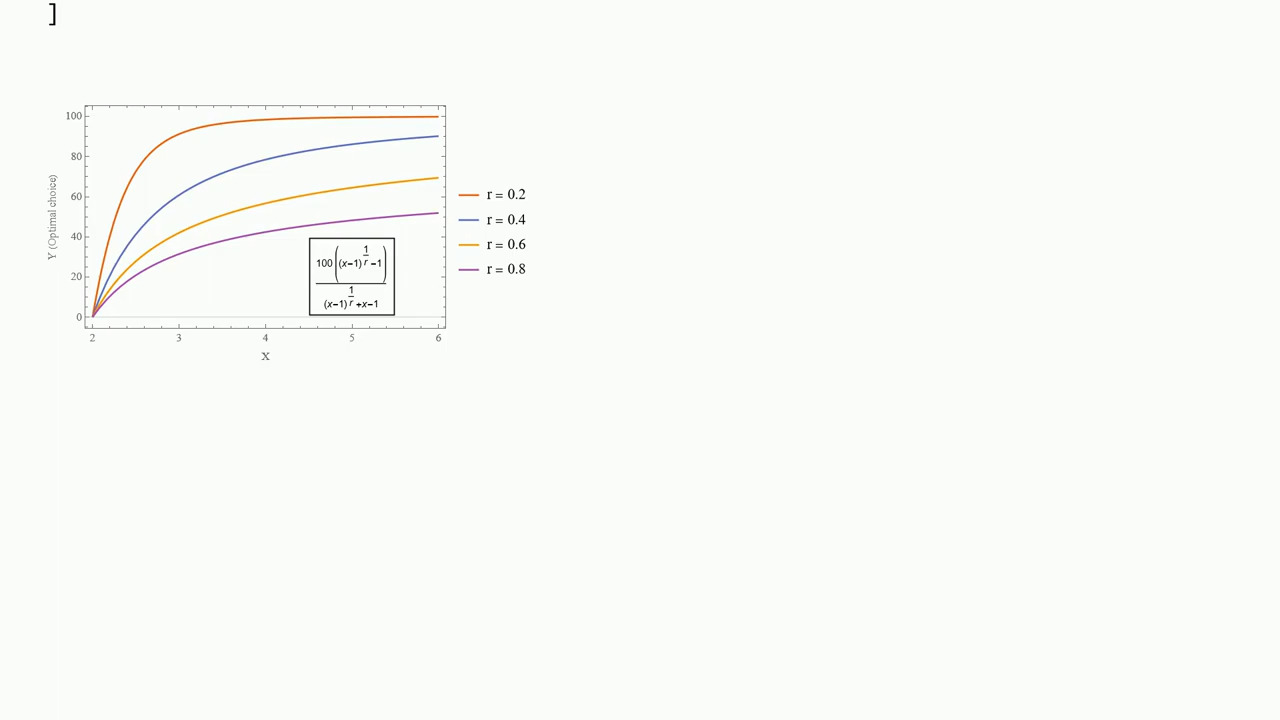 ]
100
80
60
40
20
0
Y (Optimal choice)
2 3 4 5 6
x
100 ((x−1)^(1/r) −1)
(x−1)^(1/r) +x−1
r = 0.2
r = 0.4
r = 0.6
r = 0.8